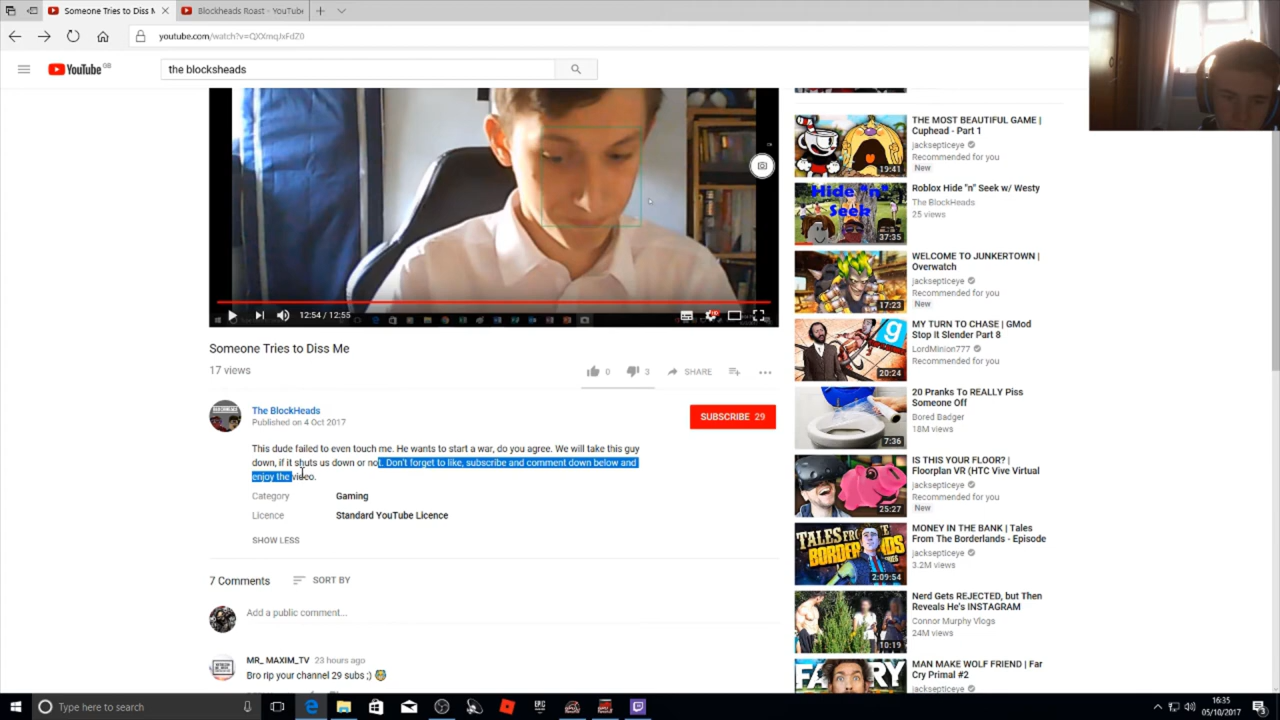 Someone Tries to Diss M
Blockheads Roast - YouTube
youtube.com/watch?v=QXXmqJxFdZ0
YouTube GB
the blocksheads
12:54 / 12:55
Someone Tries to Diss Me
17 views
0
3
SHARE
The BlockHeads
Published on 4 Oct 2017
SUBSCRIBE 29
This dude failed to even touch me. He wants to start a war, do you agree. We will take this guy
down, if it shuts us down or not. Don't forget to like, subscribe and comment down below and
enjoy the video.
Category Gaming
Licence Standard YouTube Licence
SHOW LESS
7 Comments
SORT BY
Add a public comment...
MR_ MAXIM_TV 23 hours ago
Bro rip your channel 29 subs ;)
THE MOST BEAUTIFUL GAME |
Cuphead - Part 1
jacksepticeye
Recommended for you
New
19:41
Hide "n"
Seek
37:35
Roblox Hide "n" Seek w/ Westy
The BlockHeads
25 views
WELCOME TO JUNKERTOWN |
Overwatch
jacksepticeye
Recommended for you
New
17:23
MY TURN TO CHASE | GMod
Stop It Slender Part 8
LordMinion777
Recommended for you
20:24
20 Pranks To REALLY Piss
Someone Off
Bored Badger
18M views
7:36
IS THIS YOUR FLOOR? |
Floorplan VR (HTC Vive Virtual
jacksepticeye
Recommended for you
New
25:27
MONEY IN THE BANK | Tales
From The Borderlands - Episode
jacksepticeye
3.2M views
2:09:54
Nerd Gets REJECTED, but Then
Reveals He's INSTAGRAM
Connor Murphy Vlogs
24M views
10:19
MAN MAKE WOLF FRIEND | Far
Cry Primal #2
jacksepticeye
Type here to search
EPIC
16:35
05/10/2017